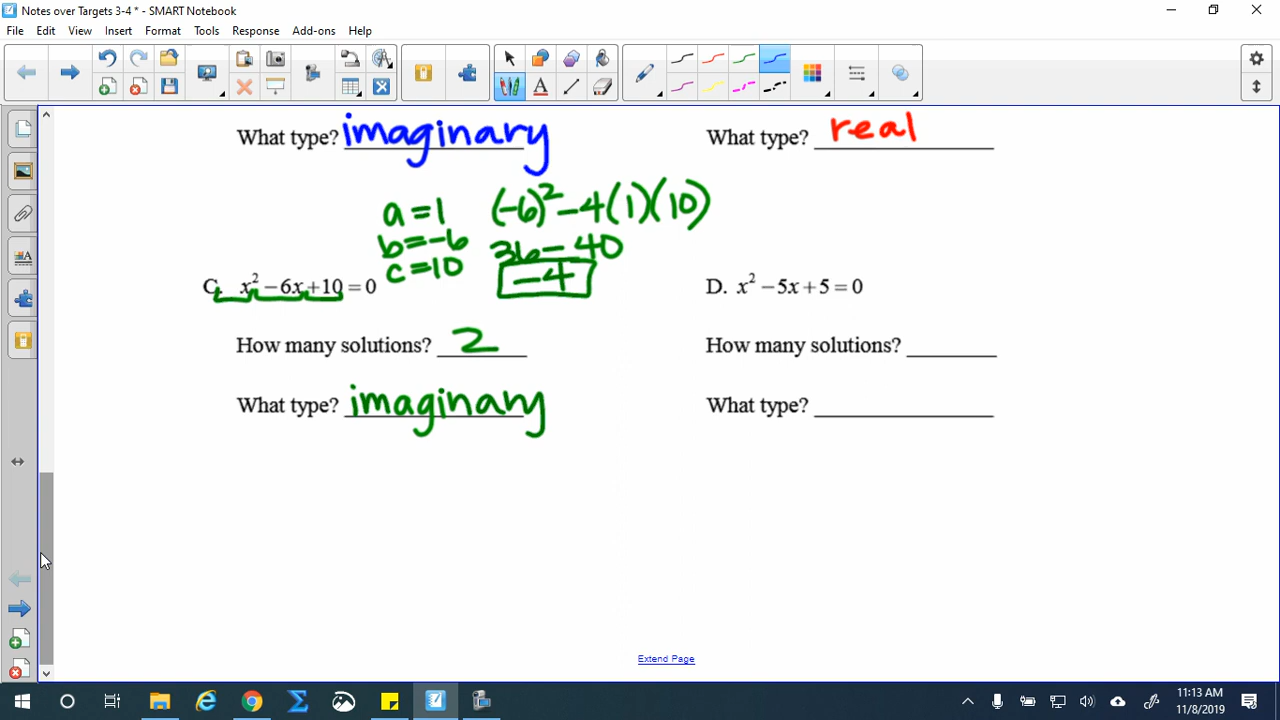 Notes over Targets 3-4 * - SMART Notebook
File Edit View Insert Format Tools Response Add-ons Help
What type? imaginary
What type? real
a=1
b=-6
c=10
(-6)²-4(1)(10)
36-40
-4
C. x² - 6x + 10 = 0
How many solutions? 2
What type? imaginary
D. x² - 5x + 5 = 0
How many solutions?
What type?
Extend Page
11:13 AM
11/8/2019